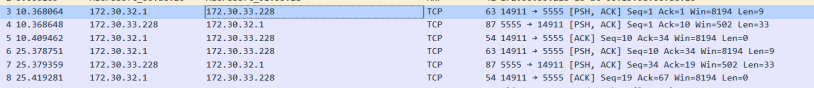 3 10.368064 172.30.32.1 172.30.33.228 TCP 63 14911 → 5555 [PSH, ACK] Seq=1 Ack=1 Win=8194 Len=9
4 10.368648 172.30.33.228 172.30.32.1 TCP 87 5555 → 14911 [PSH, ACK] Seq=1 Ack=10 Win=502 Len=33
5 10.409462 172.30.32.1 172.30.33.228 TCP 54 14911 → 5555 [ACK] Seq=10 Ack=34 Win=8194 Len=0
6 25.378751 172.30.32.1 172.30.33.228 TCP 63 14911 → 5555 [PSH, ACK] Seq=10 Ack=34 Win=8194 Len=9
7 25.379359 172.30.33.228 172.30.32.1 TCP 87 5555 → 14911 [PSH, ACK] Seq=34 Ack=19 Win=502 Len=33
8 25.419281 172.30.32.1 172.30.33.228 TCP 54 14911 → 5555 [ACK] Seq=19 Ack=67 Win=8194 Len=0